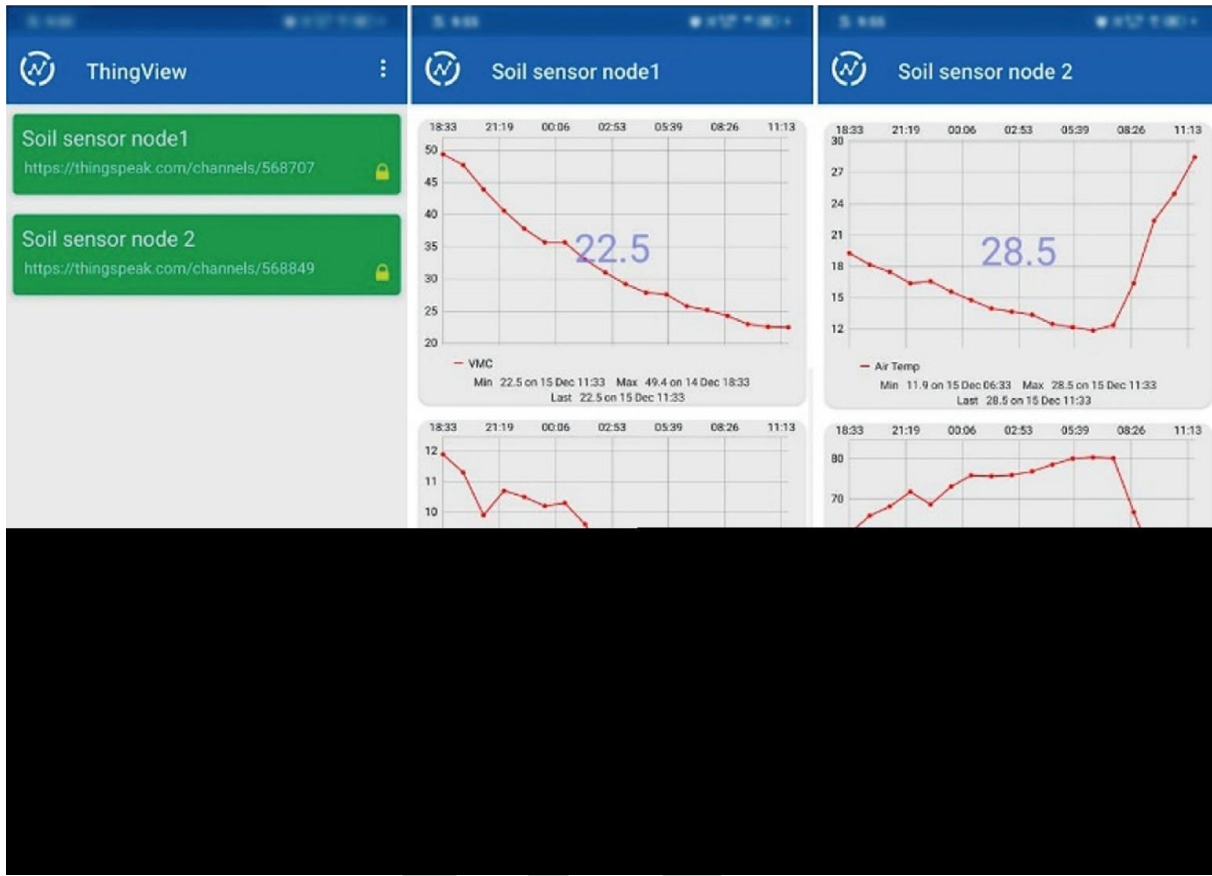 ThingView
Soil sensor node1
https://thingspeak.com/channels/568707
Soil sensor node 2
https://thingspeak.com/channels/568849
Soil sensor node1
18:33 21:19 00:06 02:53 05:39 08:26 11:13
50
45
40
35
30
25
20
22.5
VMC
Min 22.5 on 15 Dec 11:33 Max 49.4 on 14 Dec 18:33
Last 22.5 on 15 Dec 11:33
18:33 21:19 00:06 02:53 05:39 08:26 11:13
12
11
10
Soil sensor node 2
18:33 21:19 00:06 02:53 05:39 08:26 11:13
30
27
24
21
18
15
12
28.5
Air Temp
Min 11.9 on 15 Dec 06:33 Max 28.5 on 15 Dec 11:33
Last 28.5 on 15 Dec 11:33
18:33 21:19 00:06 02:53 05:39 08:26 11:13
80
70